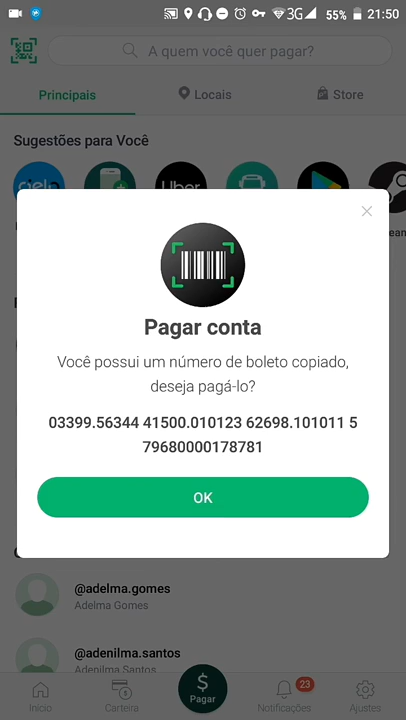 3G 55% 21:50
A quem você quer pagar?
Principais Locais Store
Sugestões para Você
cielo Uber
Pagar conta
Você possui um número de boleto copiado,
deseja pagá-lo?
03399.56344 41500.010123 62698.101011 5
79680000178781
OK
@adelma.gomes
Adelma Gomes
@adenilma.santos
Adenilma Santos
$
23
Início Carteira Pagar Notificações Ajustes